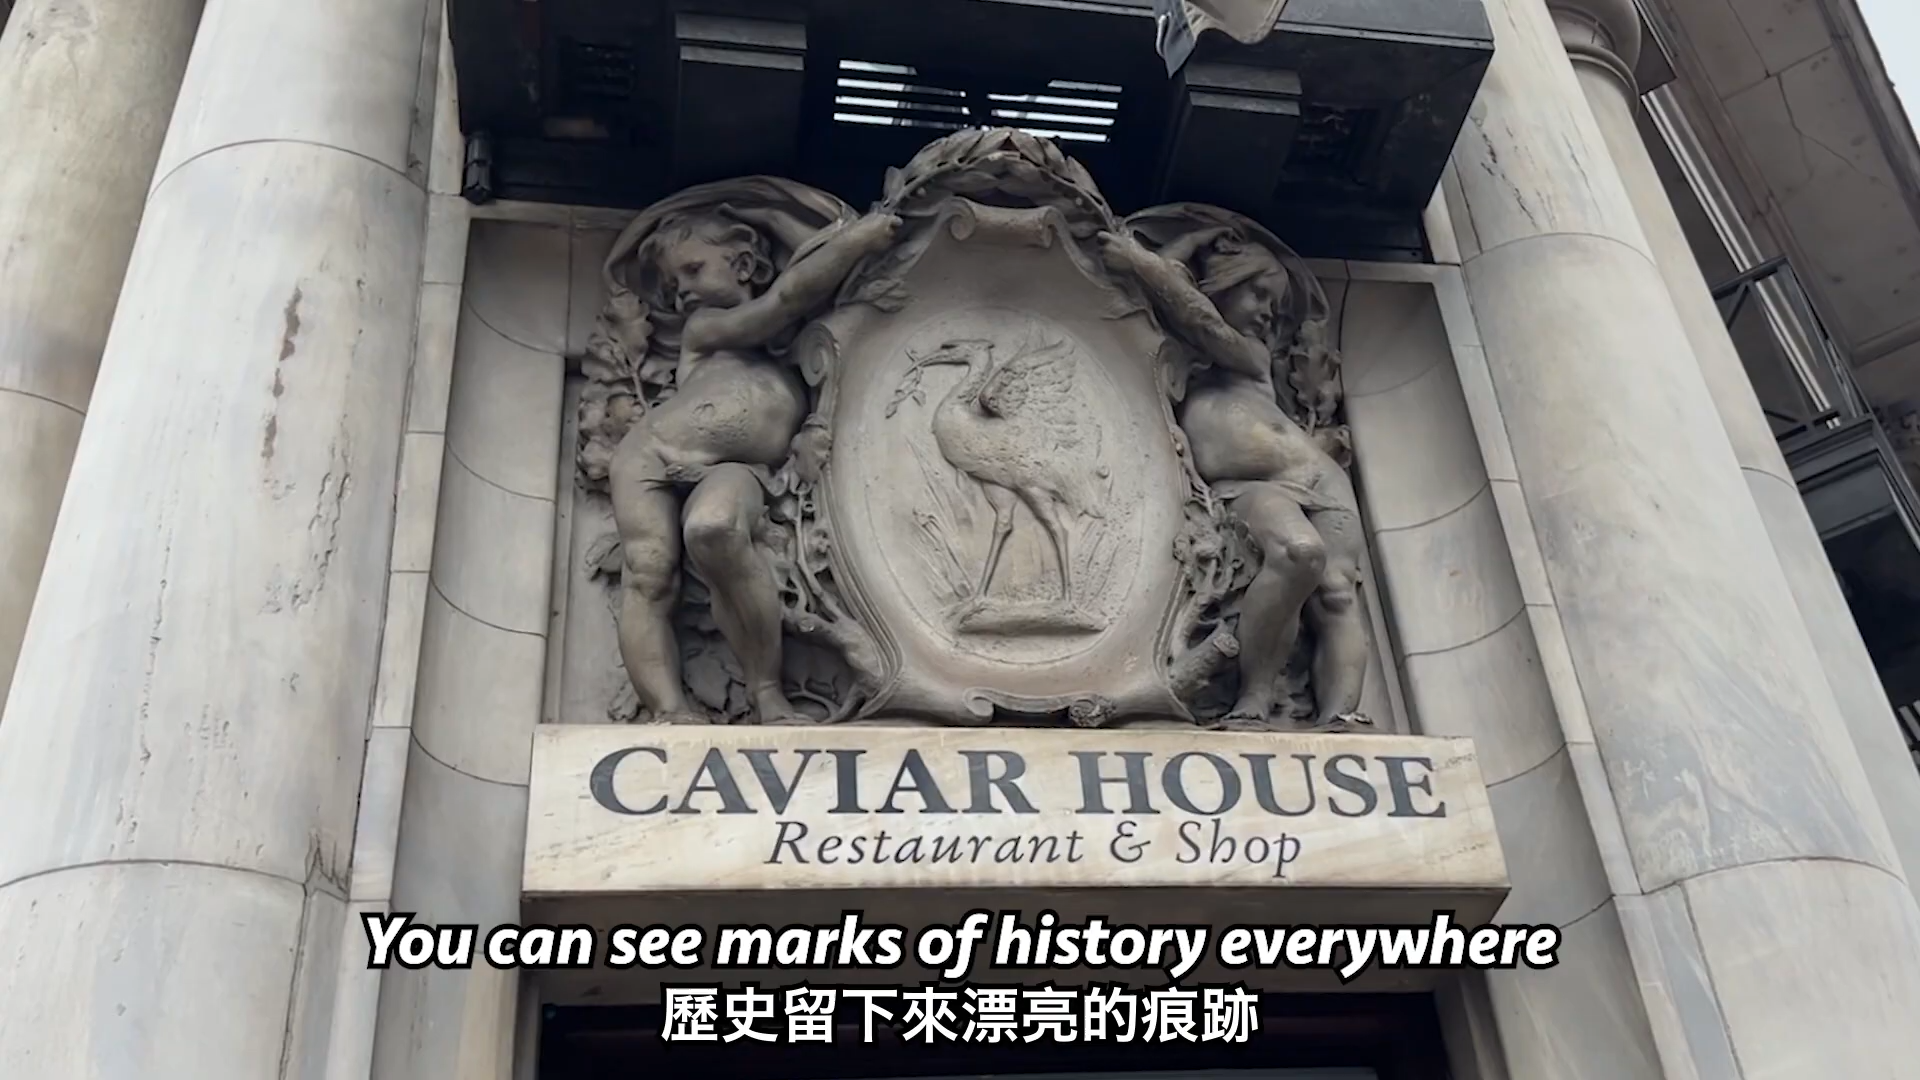 CAVIAR HOUSE
Restaurant & Shop
You can see marks of history everywhere
歷史留下來漂亮的痕跡